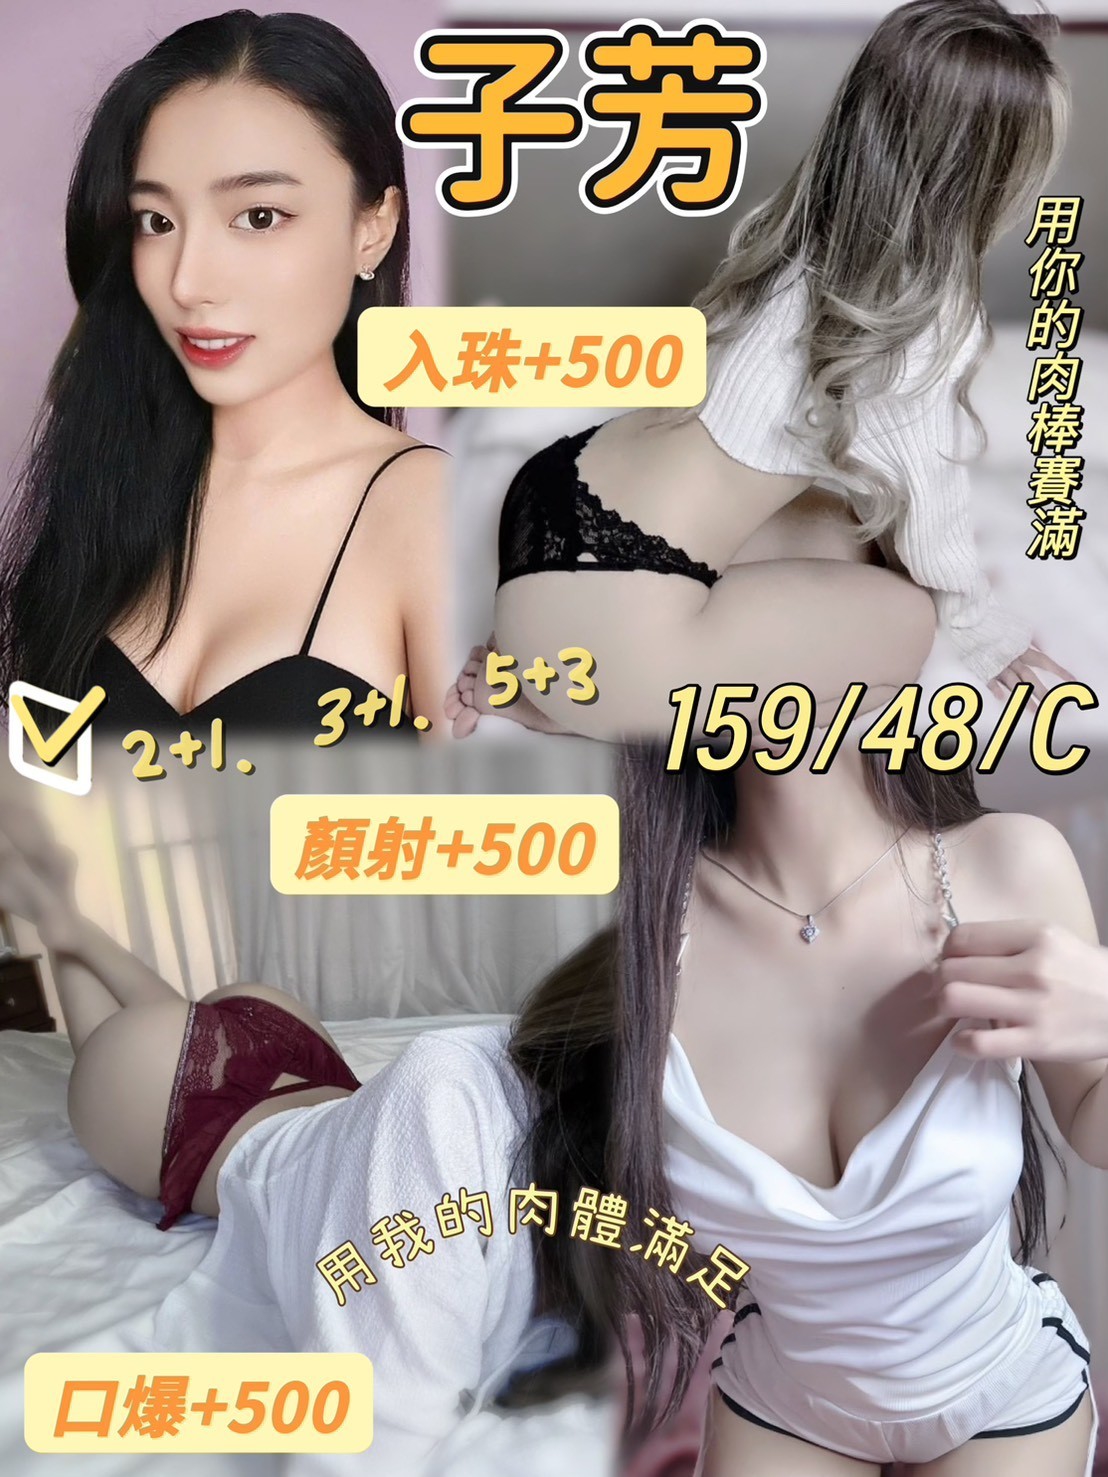 子芳
用你的肉棒賽滿
入珠+500
2+1. 3+1. 5+3
159/48/C
顏射+500
用我的肉體滿足
口爆+500